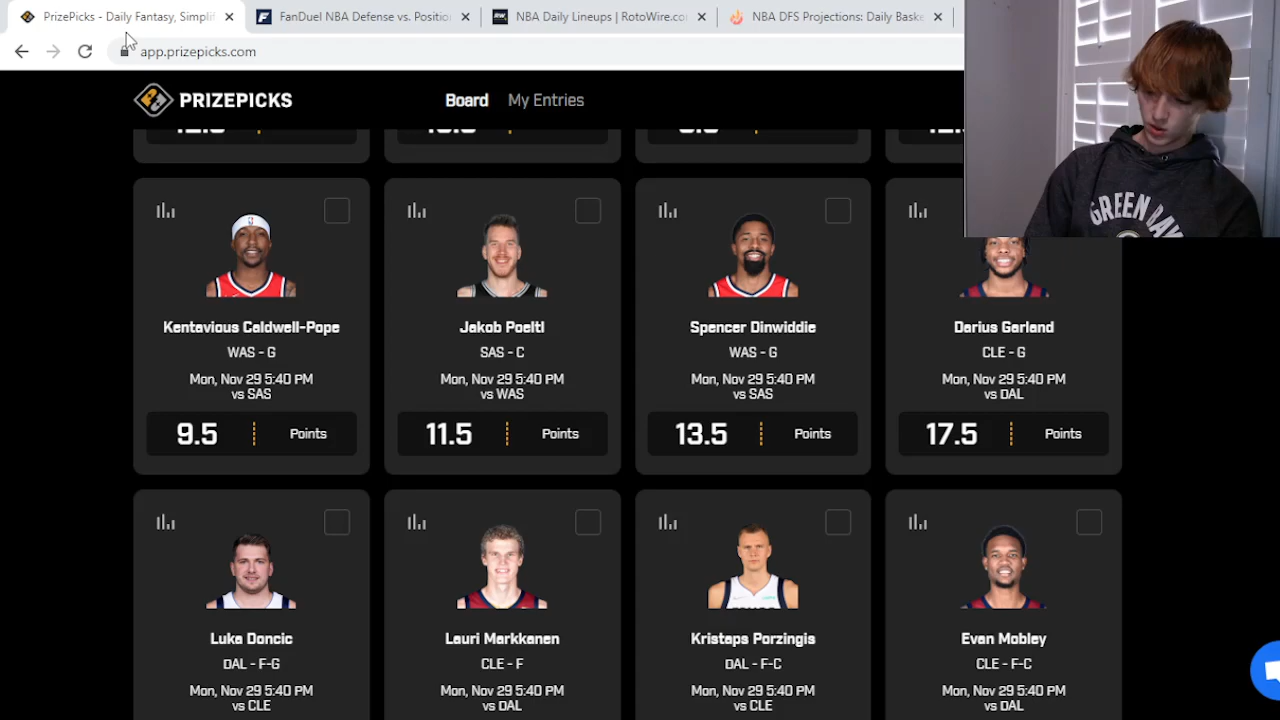 PrizePicks - Daily Fantasy, Simplif
FanDuel NBA Defense vs. Positio
NBA Daily Lineups | RotoWire.co
NBA DFS Projections: Daily Baske
app.prizepicks.com
PRIZEPICKS
Board
My Entries
Kentavious Caldwell-Pope
WAS - G
Mon, Nov 29 5:40 PM
vs SAS
9.5
Points
Jakob Poeltl
SAS - C
Mon, Nov 29 5:40 PM
vs WAS
11.5
Points
Spencer Dinwiddie
WAS - G
Mon, Nov 29 5:40 PM
vs SAS
13.5
Points
Darius Garland
CLE - G
Mon, Nov 29 5:40 PM
vs DAL
17.5
Points
Luka Doncic
DAL - F-G
Mon, Nov 29 5:40 PM
vs CLE
Lauri Markkanen
CLE - F
Mon, Nov 29 5:40 PM
vs DAL
Kristaps Porzingis
DAL - F-C
Mon, Nov 29 5:40 PM
vs CLE
Evan Mobley
CLE - F-C
Mon, Nov 29 5:40 PM
vs DAL
GREEN BAY